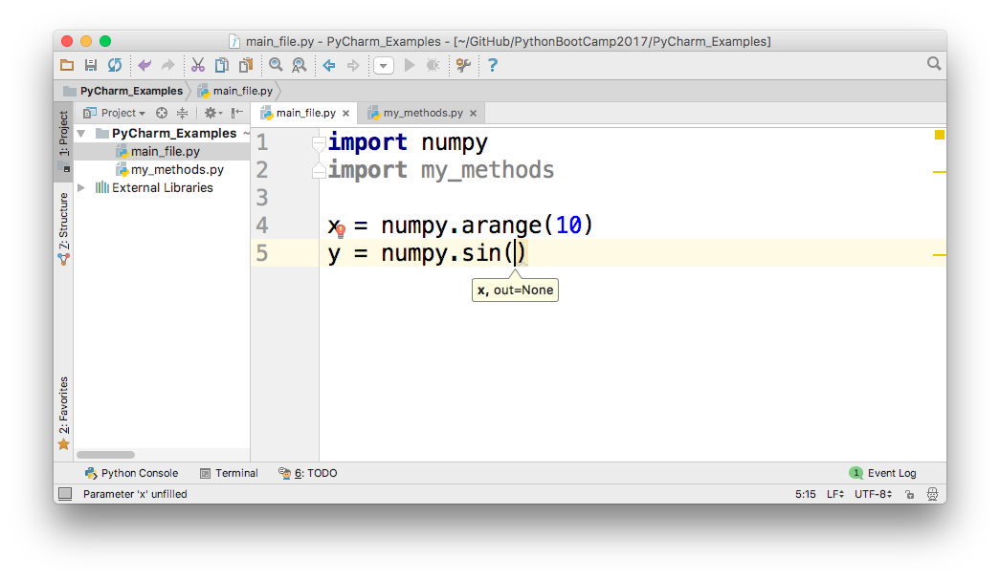 main_file.py - PyCharm_Examples - [~/GitHub/PythonBootCamp2017/PyCharm_Examples]
PyCharm_Examples main_file.py
1: Project
Z: Structure
2: Favorites
Project
PyCharm_Examples ~
main_file.py
my_methods.py
External Libraries
main_file.py my_methods.py
1 import numpy
2 import my_methods
3
4 x = numpy.arange(10)
5 y = numpy.sin()
x, out=None
Python Console Terminal 6: TODO 1 Event Log
Parameter 'x' unfilled 5:15 LF UTF-8